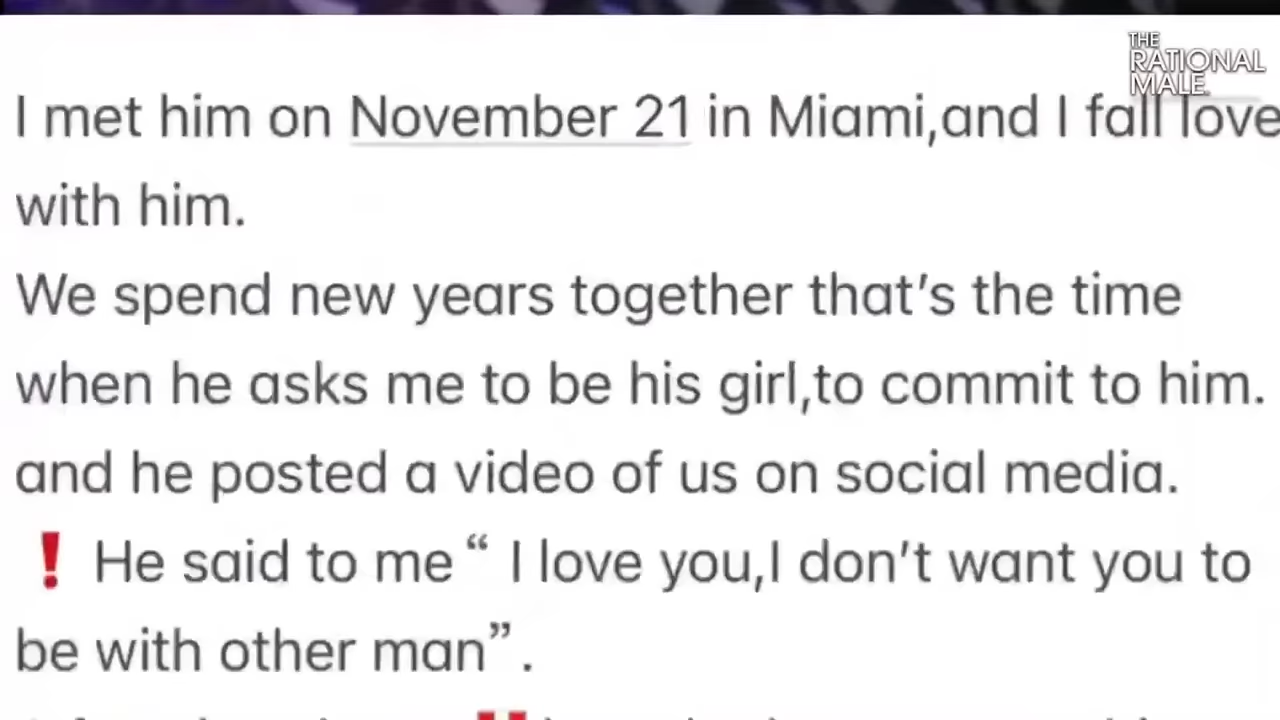 THE
RATIONAL
MALE
I met him on November 21 in Miami,and I fall love
with him.
We spend new years together that’s the time
when he asks me to be his girl,to commit to him.
and he posted a video of us on social media.
❗ He said to me “ I love you,I don’t want you to
be with other man”.